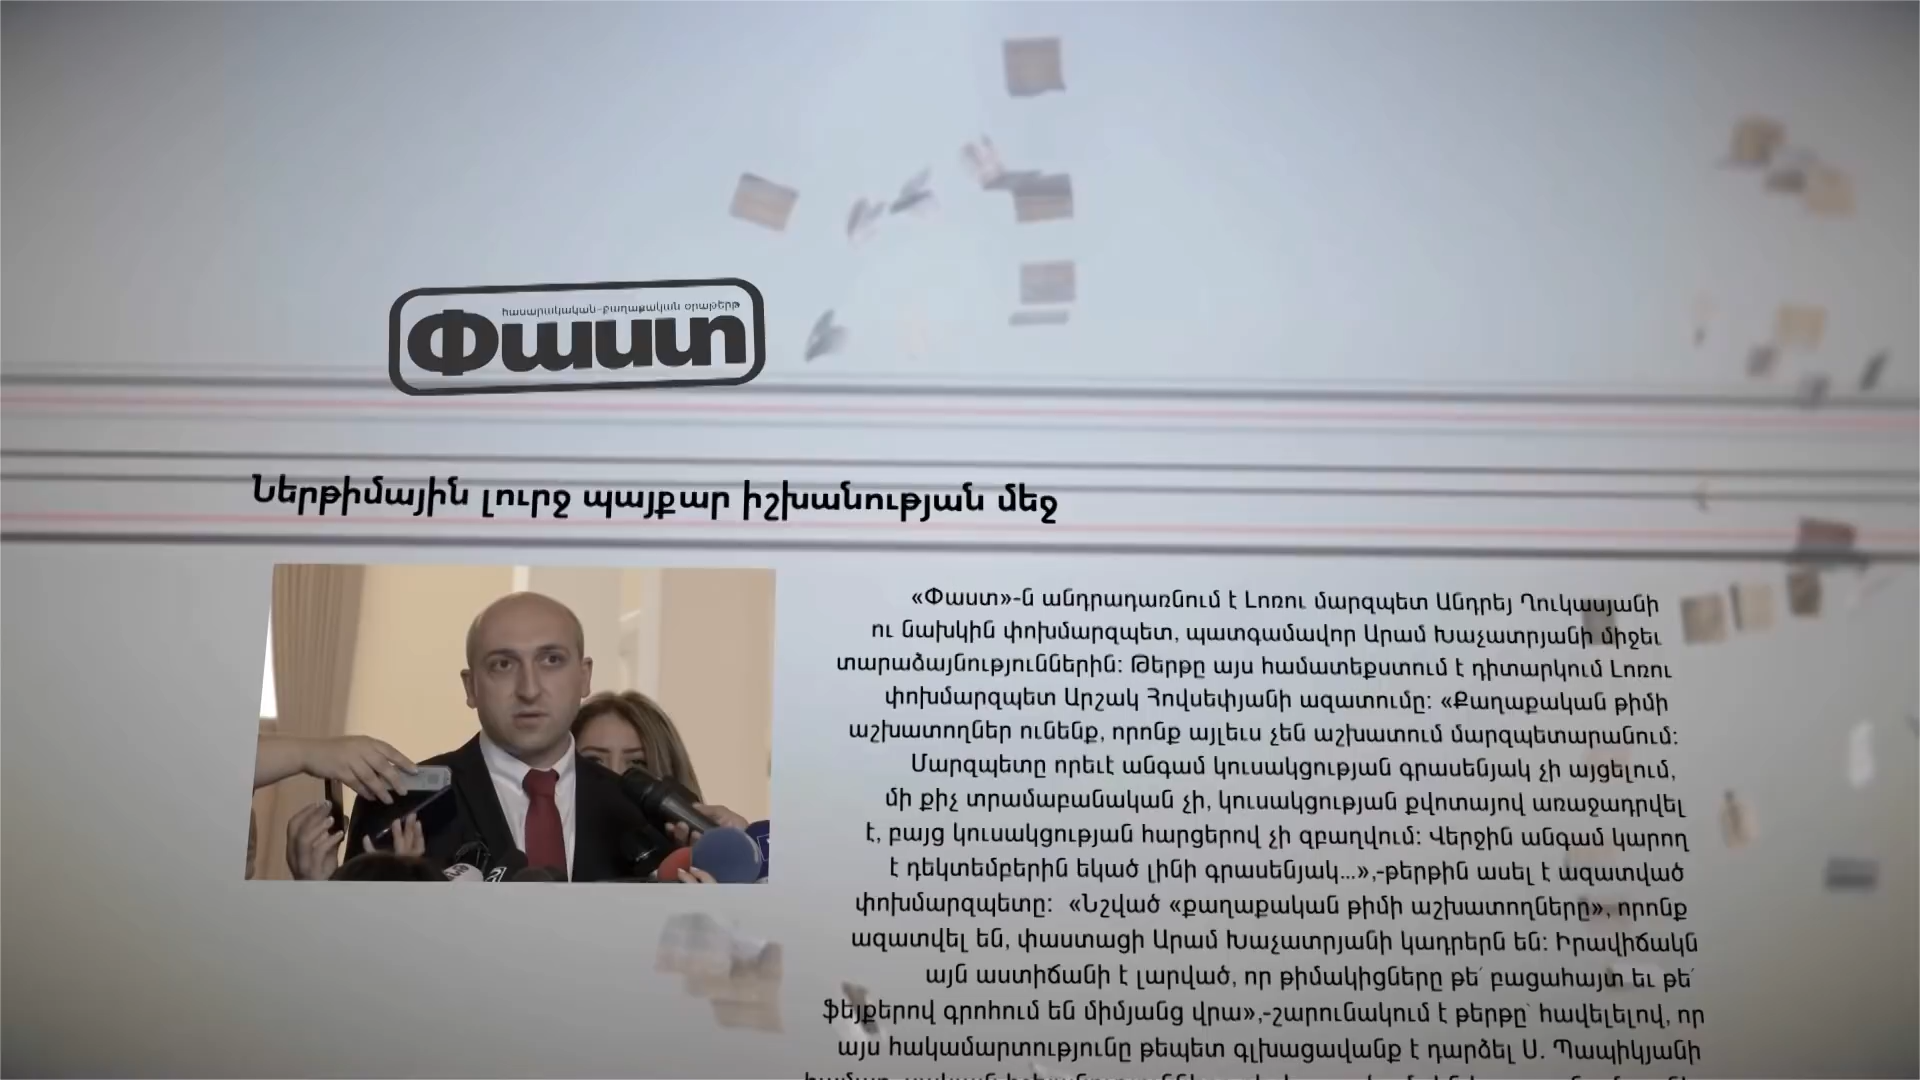 հասարակական-քաղաքական օրաթերթ
Փաստ
Ներթիմային լուրջ պայքար իշխանության մեջ
«Փաստ»-ն անդրադառնում է Լոռու մարզպետ Անդրեյ Ղուկասյանի
ու նախկին փոխմարզպետ, պատգամավոր Արամ Խաչատրյանի միջեւ
տարաձայնություններին: Թերթը այս համատեքստում է դիտարկում Լոռու
փոխմարզպետ Արշակ Հովսեփյանի ազատումը: «Քաղաքական թիմի
աշխատողներ ունենք, որոնք այլեւս չեն աշխատում մարզպետարանում:
Մարզպետը որեւէ անգամ կուսակցության գրասենյակ չի այցելում,
մի քիչ տրամաբանական չի, կուսակցության քվոտայով առաջադրվել
է, բայց կուսակցության հարցերով չի զբաղվում: Վերջին անգամ կարող
է դեկտեմբերին եկած լինի գրասենյակ...»,-թերթին ասել է ազատված
փոխմարզպետը: «Նշված «քաղաքական թիմի աշխատողները», որոնք
ազատվել են, փաստացի Արամ Խաչատրյանի կադրերն են: Իրավիճակն
այն աստիճանի է լարված, որ թիմակիցները թե՛ բացահայտ եւ թե՛
ֆեյքերով գրոհում են միմյանց վրա»,-շարունակում է թերթը՝ հավելելով, որ
այս հակամարտությունը թեպետ գլխացավանք է դարձել Ս. Պապիկյանի